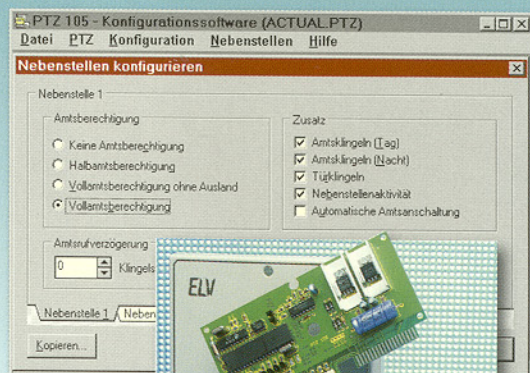 PTZ 105 - Konfigurationssoftware (ACTUAL.PTZ)
Datei PTZ Konfiguration Nebenstellen Hilfe
Nebenstellen konfigurieren
Nebenstelle 1
Amtsberechtigung
Keine Amtsberechtigung
Halbamtsberechtigung
Vollamtsberechtigung ohne Ausland
Vollamtsberechtigung
Zusatz
Amtsklingeln (Tag)
Amtsklingeln (Nacht)
Türklingeln
Nebenstellenaktivität
Automatische Amtsanschaltung
Amtsrufverzögerung
0 Klingels
Nebenstelle 1 Neben
Kopieren...
ELV